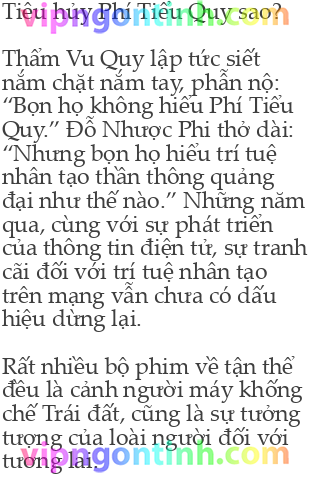 Tiêu hủy Phí Tiểu Quy sao?
vipngontinh.com
Thẩm Vu Quy lập tức siết
nắm chặt nắm tay, phẫn nộ:
“Bọn họ không hiểu Phí Tiểu
Quy.” Đỗ Nhược Phi thở dài:
“Nhưng bọn họ hiểu trí tuệ
nhân tạo thần thông quảng
đại như thế nào.” Những năm
qua, cùng với sự phát triển
của thông tin điện tử, sự tranh
cãi đối với trí tuệ nhân tạo
trên mạng vẫn chưa có dấu
hiệu dừng lại.
Rất nhiều bộ phim về tận thế
đều là cảnh người máy khống
chế Trái đất, cũng là sự tưởng
tượng của loài người đối với
tương lai.
vipngontinh.com